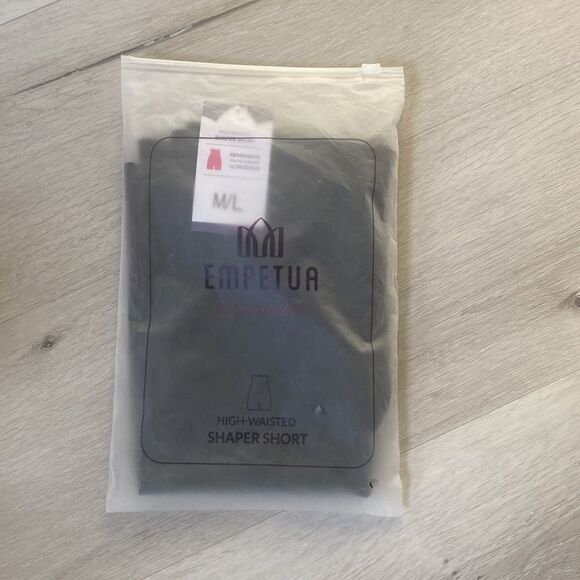 SHAPER SHORT
REMEMBER
GORGEOUS
M/L
EMPETUA
HIGH-WAISTED
SHAPER SHORT